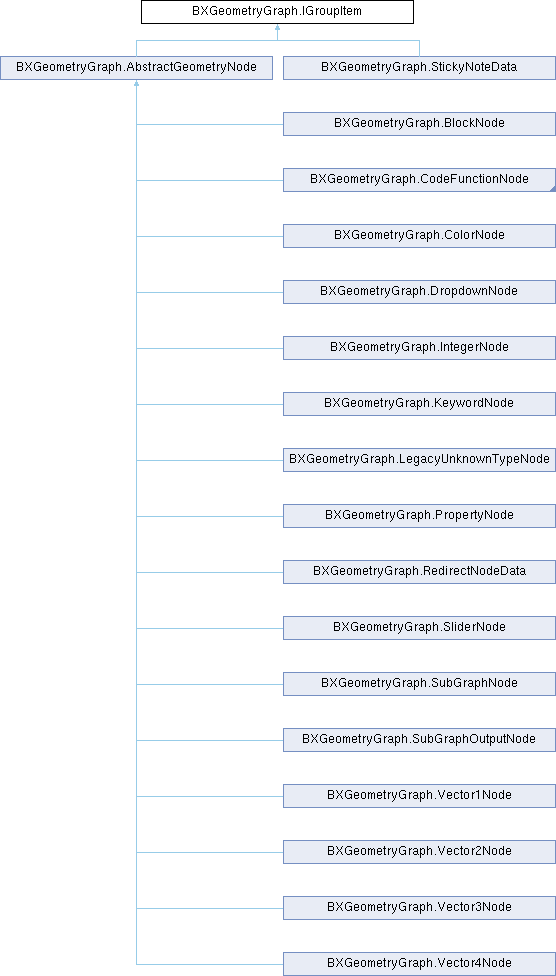 BXGeometryGraph.IGroupItem
BXGeometryGraph.AbstractGeometryNode
BXGeometryGraph.StickyNoteData
BXGeometryGraph.BlockNode
BXGeometryGraph.CodeFunctionNode
BXGeometryGraph.ColorNode
BXGeometryGraph.DropdownNode
BXGeometryGraph.IntegerNode
BXGeometryGraph.KeywordNode
BXGeometryGraph.LegacyUnknownTypeNode
BXGeometryGraph.PropertyNode
BXGeometryGraph.RedirectNodeData
BXGeometryGraph.SliderNode
BXGeometryGraph.SubGraphNode
BXGeometryGraph.SubGraphOutputNode
BXGeometryGraph.Vector1Node
BXGeometryGraph.Vector2Node
BXGeometryGraph.Vector3Node
BXGeometryGraph.Vector4Node